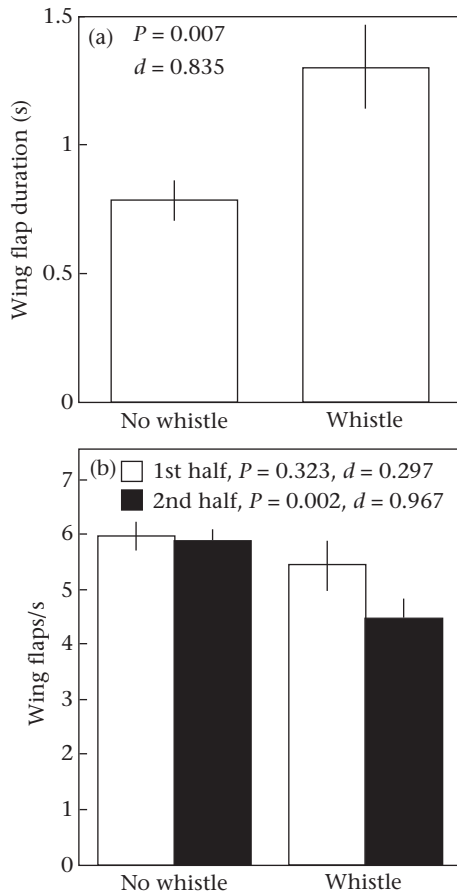 (a)
P = 0.007
d = 0.835
Wing flap duration (s)
1.5
1
0.5
0
No whistle
Whistle
(b)
1st half, P = 0.323, d = 0.297
2nd half, P = 0.002, d = 0.967
Wing flaps/s
7
6
5
4
3
2
1
0
No whistle
Whistle